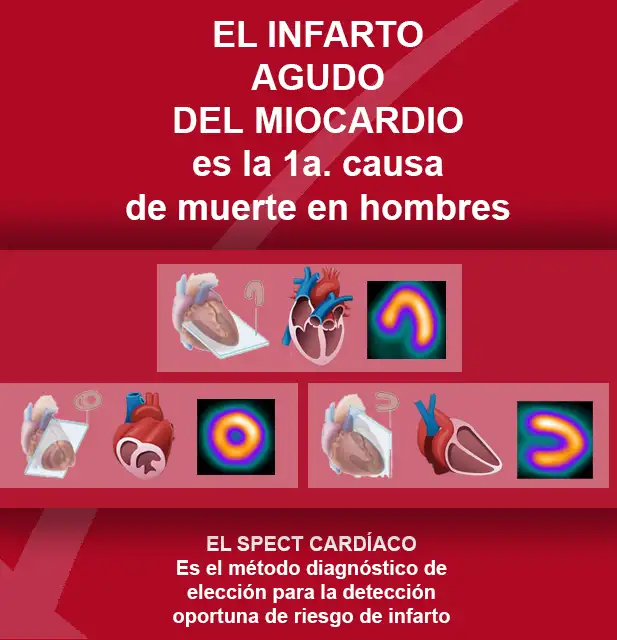 EL INFARTO
AGUDO
DEL MIOCARDIO
es la 1a. causa
de muerte en hombres
EL SPECT CARDÍACO
Es el método diagnóstico de
elección para la detección
oportuna de riesgo de infarto